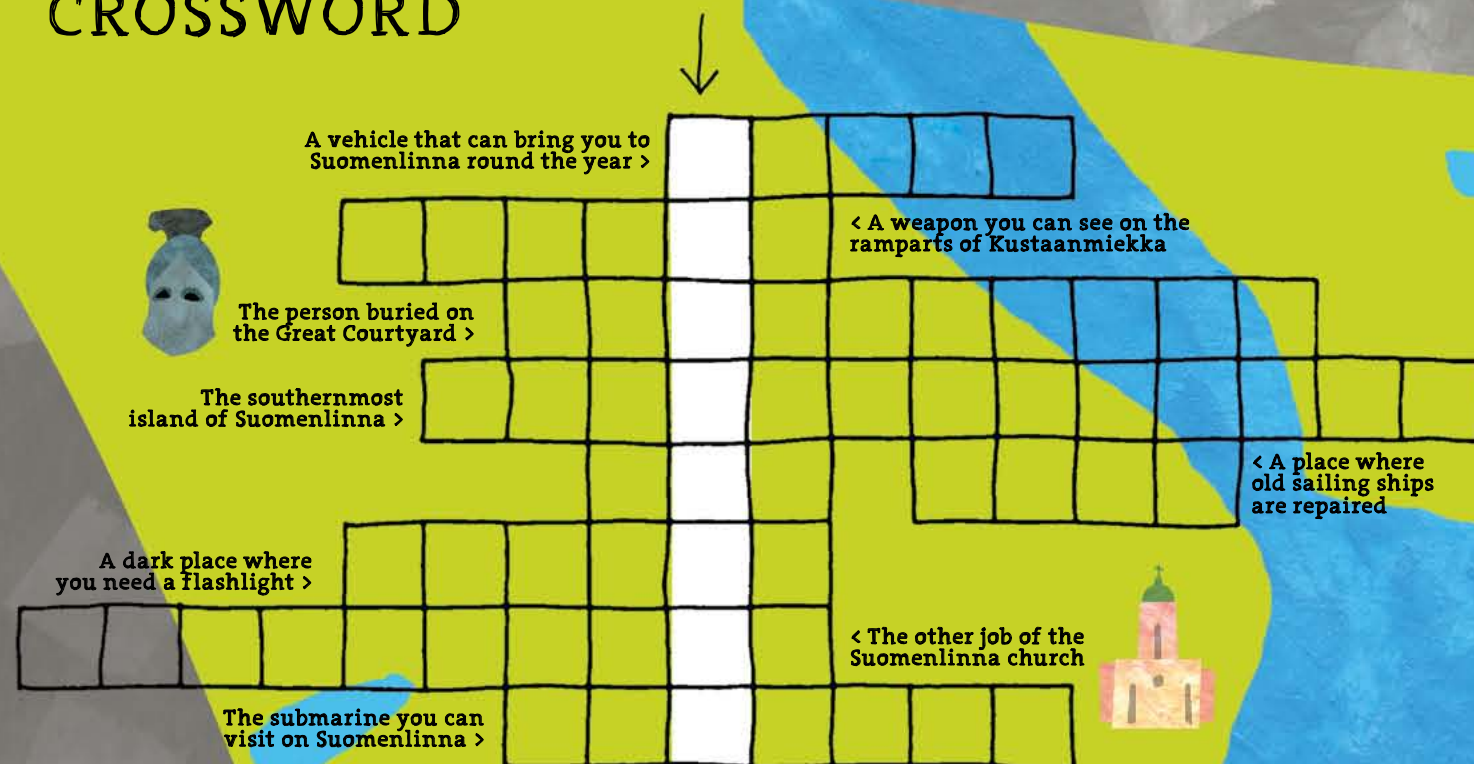 CROSSWORD
A vehicle that can bring you to
Suomenlinna round the year >
< A weapon you can see on the
ramparts of Kustaanmiekka
The person buried on
the Great Courtyard >
The southernmost
island of Suomenlinna >
< A place where
old sailing ships
are repaired
A dark place where
you need a flashlight >
< The other job of the
Suomenlinna church
The submarine you can
visit on Suomenlinna >